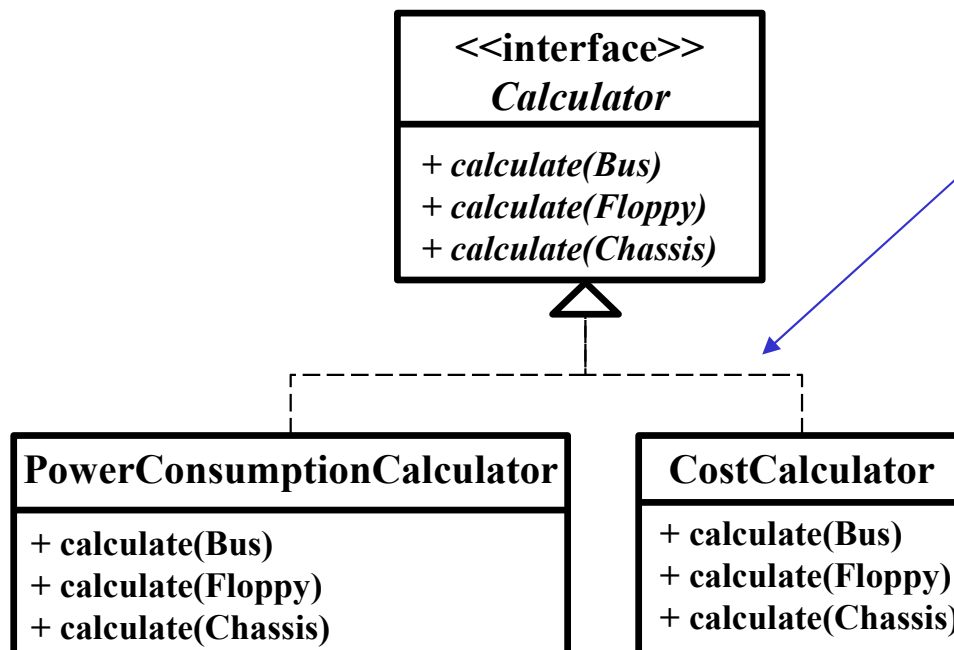 <<interface>>
Calculator
+ calculate(Bus)
+ calculate(Floppy)
+ calculate(Chassis)
PowerConsumptionCalculator
+ calculate(Bus)
+ calculate(Floppy)
+ calculate(Chassis)
CostCalculator
+ calculate(Bus)
+ calculate(Floppy)
+ calculate(Chassis)